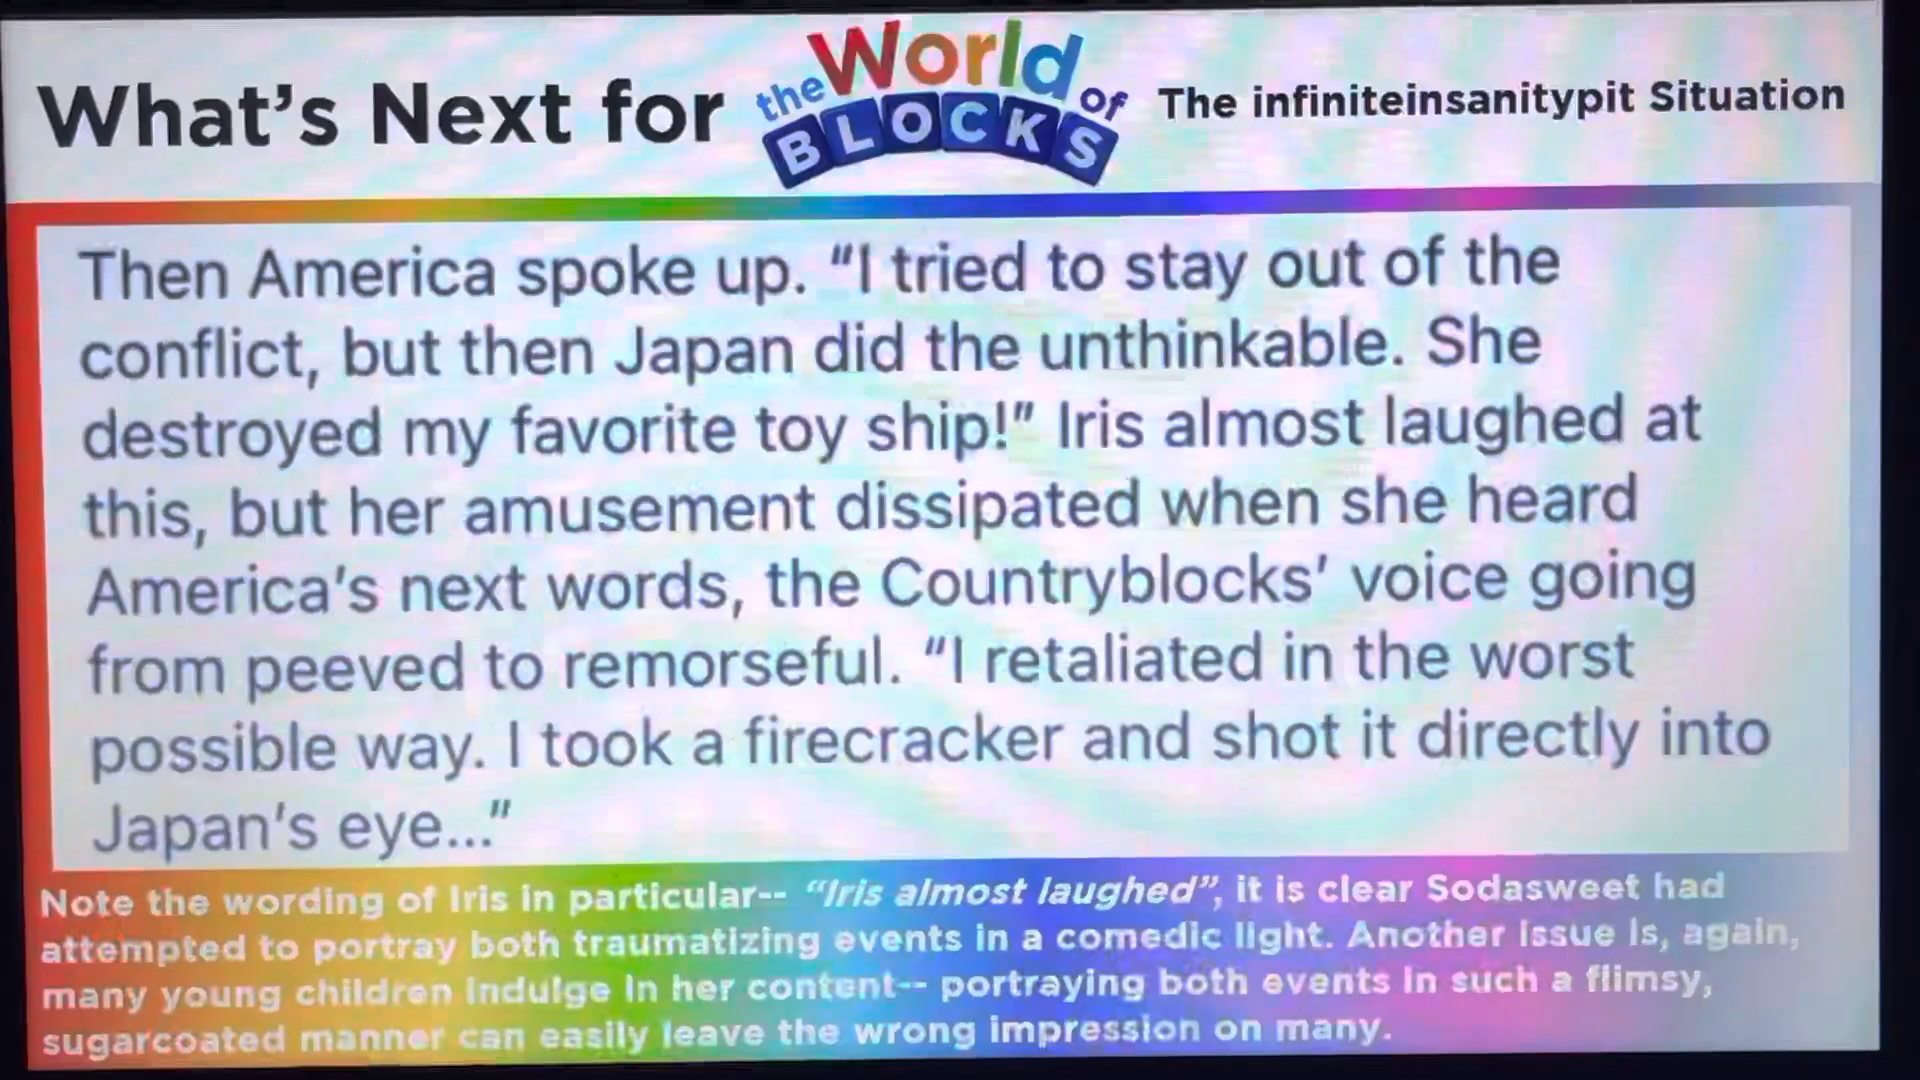 What's Next for the World of BLOCKS The infiniteinsanitypit Situation
Then America spoke up. “I tried to stay out of the
conflict, but then Japan did the unthinkable. She
destroyed my favorite toy ship!” Iris almost laughed at
this, but her amusement dissipated when she heard
America's next words, the Countryblocks' voice going
from peeved to remorseful. “I retaliated in the worst
possible way. I took a firecracker and shot it directly into
Japan's eye...”
Note the wording of Iris in particular-- “Iris almost laughed”, it is clear Sodasweet had
attempted to portray both traumatizing events in a comedic light. Another issue is, again,
many young children indulge in her content-- portraying both events in such a flimsy,
sugarcoated manner can easily leave the wrong impression on many.